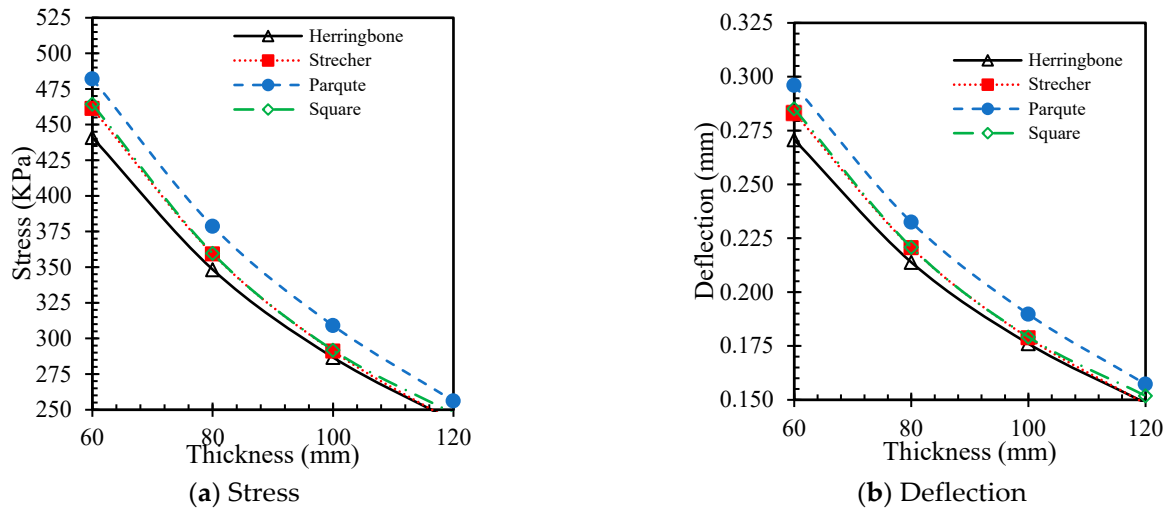 525
500
475
450
425
400
375
350
325
300
275
250
Stress (KPa)
Herringbone
Strecher
Parqute
Square
60
80
100
120
Thickness (mm)
(a) Stress
0.325
0.300
0.275
0.250
0.225
0.200
0.175
0.150
Deflection (mm)
Herringbone
Strecher
Parqute
Square
60
80
100
120
Thickness (mm)
(b) Deflection